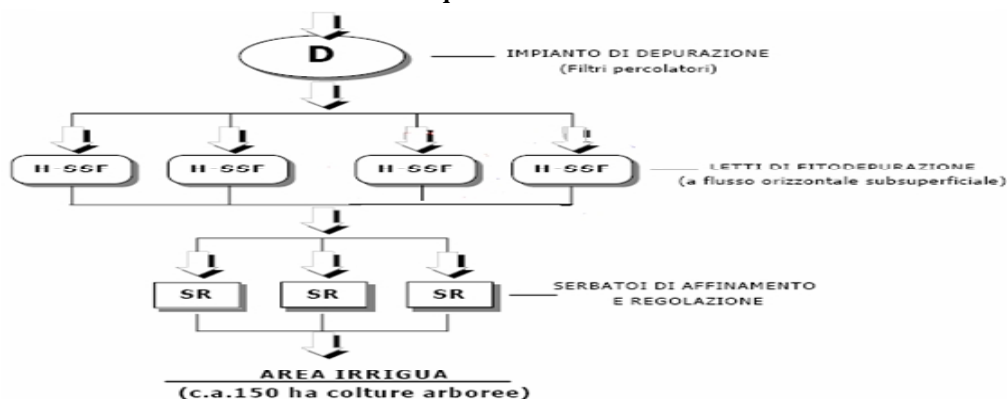 D
IMPIANTO DI DEPURAZIONE
(Filtri percolatori)
H-SSF H-SSF H-SSF H-SSF
LETTI DI FITODEPURAZIONE
(a flusso orizzontale subsuperficiale)
SR SR SR
SERBATOI DI AFFINAMENTO
E REGOLAZIONE
AREA IRRIGUA
(c.a.150 ha colture arboree)